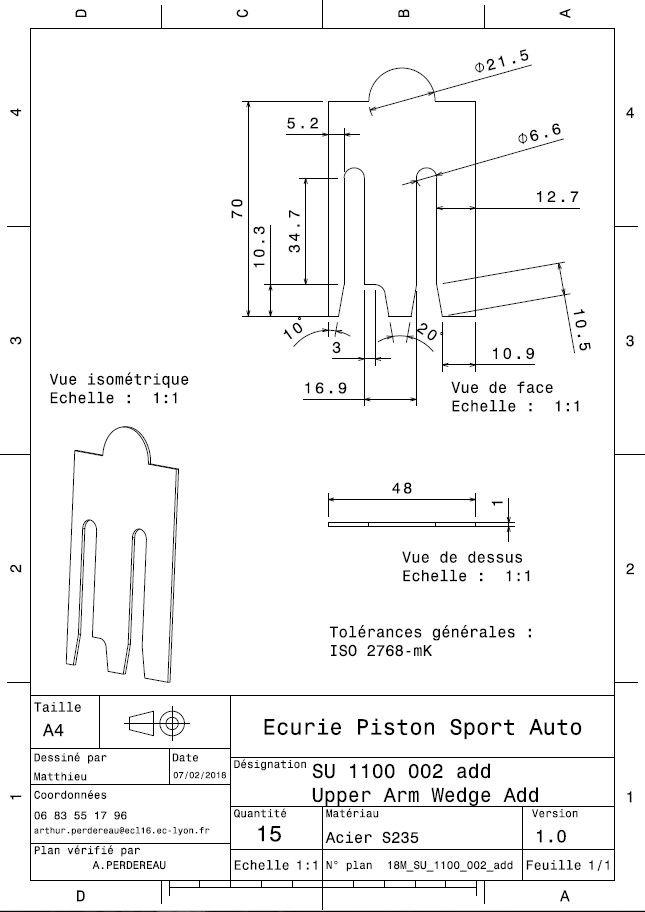 D C B A
4 4
Φ21.5
5.2
Φ6.6
12.7
70
10.3
34.7
10.5
10°
20°
3
10.9
16.9
3 3
Vue isométrique
Echelle : 1:1
Vue de face
Echelle : 1:1
48
1
Vue de dessus
Echelle : 1:1
2 2
Tolérances générales :
ISO 2768-mK
Taille
A4
Ecurie Piston Sport Auto
Dessiné par
Matthieu
Date
07/02/2018
Désignation
SU 1100 002 add
Upper Arm Wedge Add
1 1
Coordonnées
06 83 55 17 96
arthur.perdereau@ecl16.ec-lyon.fr
Quantité
15
Matériau
Acier S235
Version
1.0
Plan vérifié par
A.PERDEREAU
Echelle 1:1
N° plan 18M_SU_1100_002_add
Feuille 1/1
D A